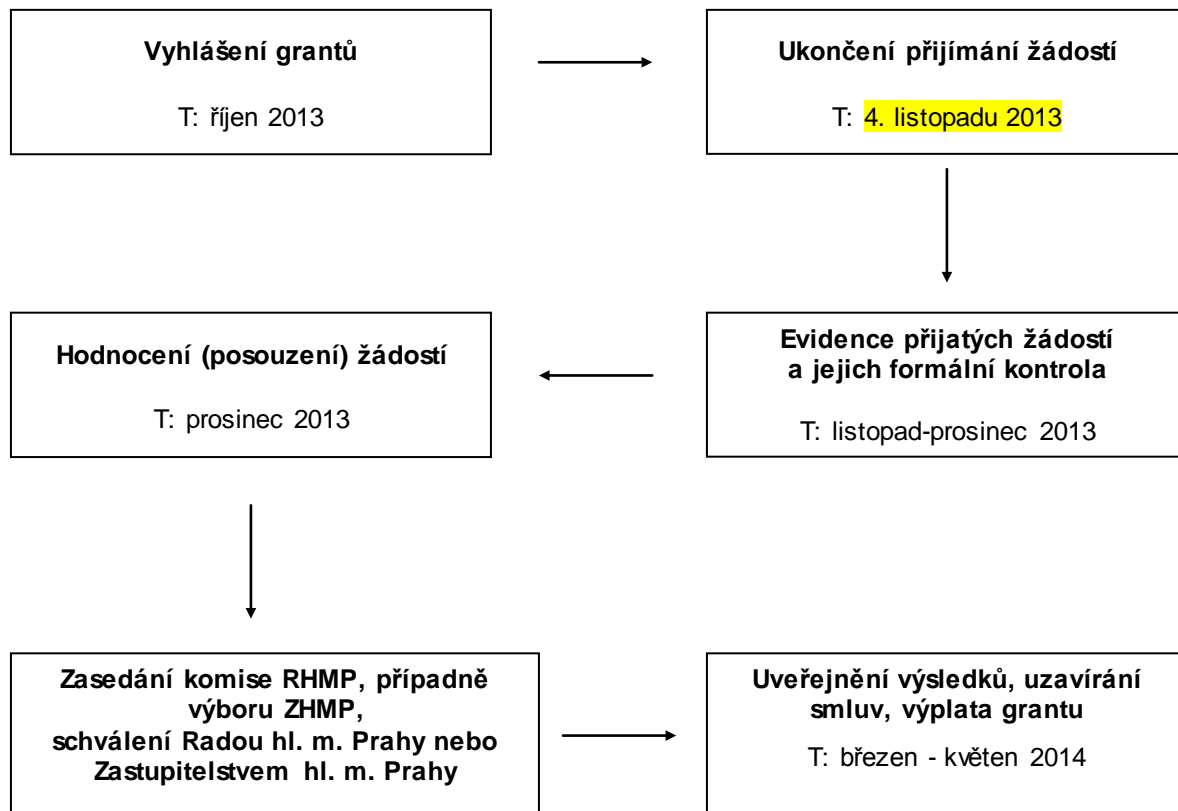 Vyhlášení grantů
T: říjen 2013
Ukončení přijímání žádostí
T: 4. listopadu 2013
Evidence přijatých žádostí
a jejich formální kontrola
T: listopad-prosinec 2013
Hodnocení (posouzení) žádostí
T: prosinec 2013
Zasedání komise RHMP, případně
výboru ZHMP,
schválení Radou hl. m. Prahy nebo
Zastupitelstvem hl. m. Prahy
Uveřejnění výsledků, uzavírání
smluv, výplata grantu
T: březen - květen 2014